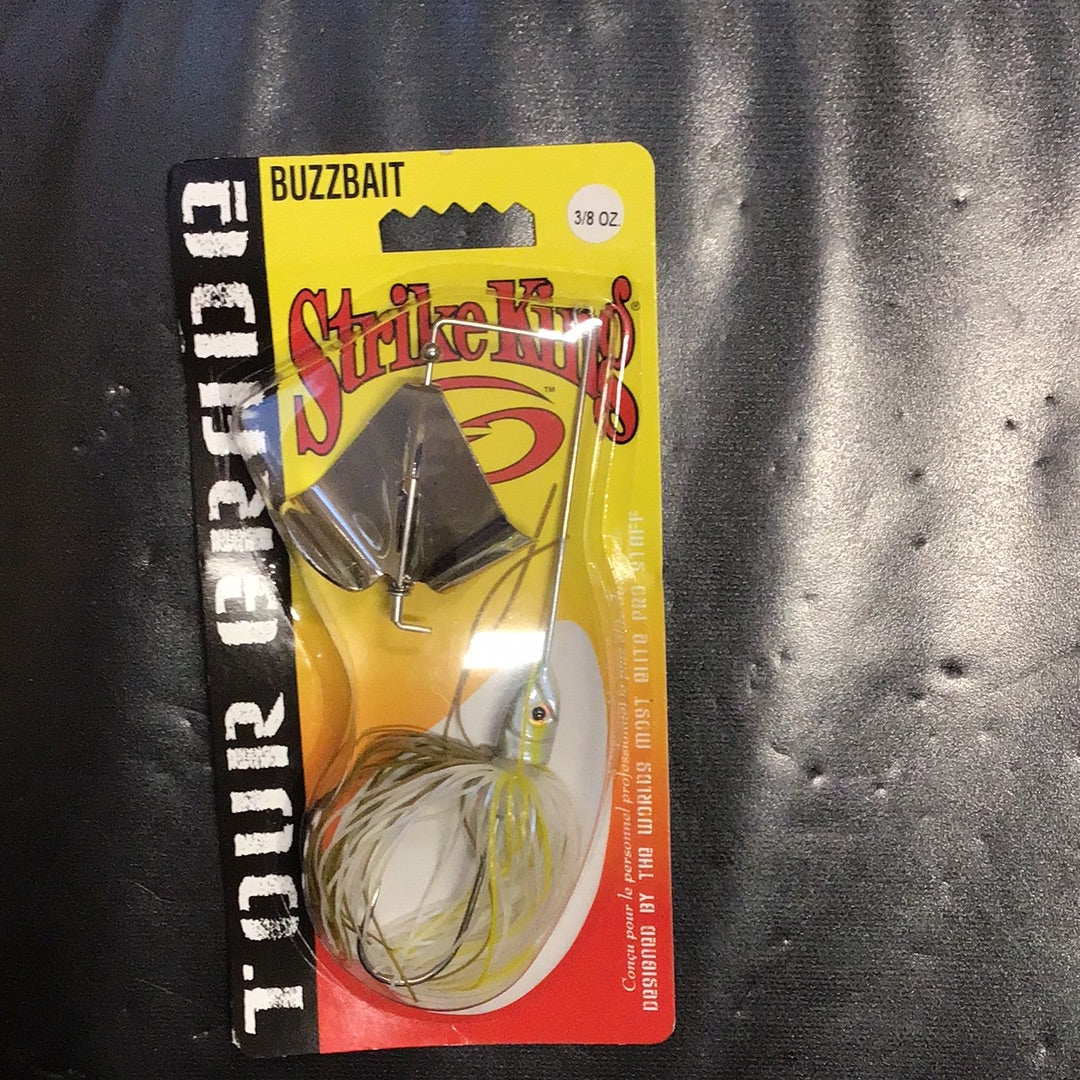 BUZZBAIT
3/8 OZ.
Strike King®
™
TOUR GRADE
DESIGNED BY THE WORLDS MOST ELITE PRO STAFF
Conçu pour le personnel professionnel le plus